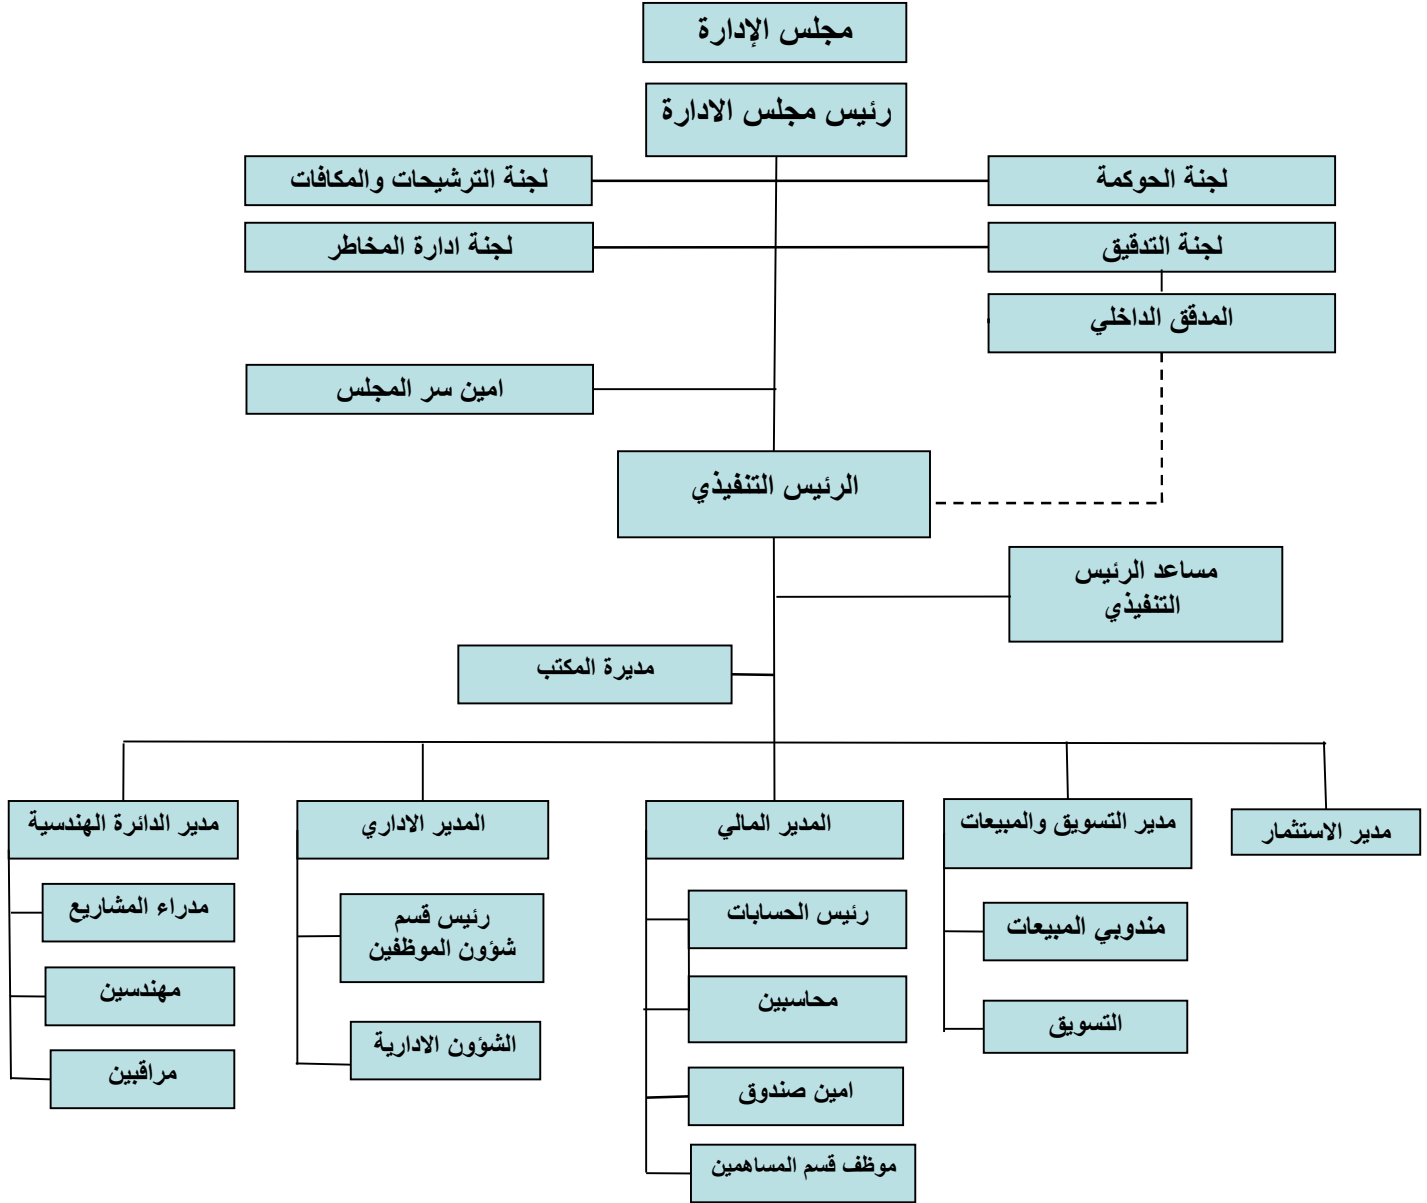 مجلس الإدارة
رئيس مجلس الادارة
لجنة الحوكمة
لجنة الترشيحات والمكافات
لجنة التدقيق
لجنة ادارة المخاطر
المدقق الداخلي
امين سر المجلس
الرئيس التنفيذي
مساعد الرئيس
التنفيذي
مديرة المكتب
مدير الاستثمار
مدير التسويق والمبيعات
مندوبي المبيعات
التسويق
المدير المالي
رئيس الحسابات
محاسبين
امين صندوق
موظف قسم المساهمين
المدير الاداري
رئيس قسم
شؤون الموظفين
الشؤون الادارية
مدير الدائرة الهندسية
مدراء المشاريع
مهندسين
مراقبين